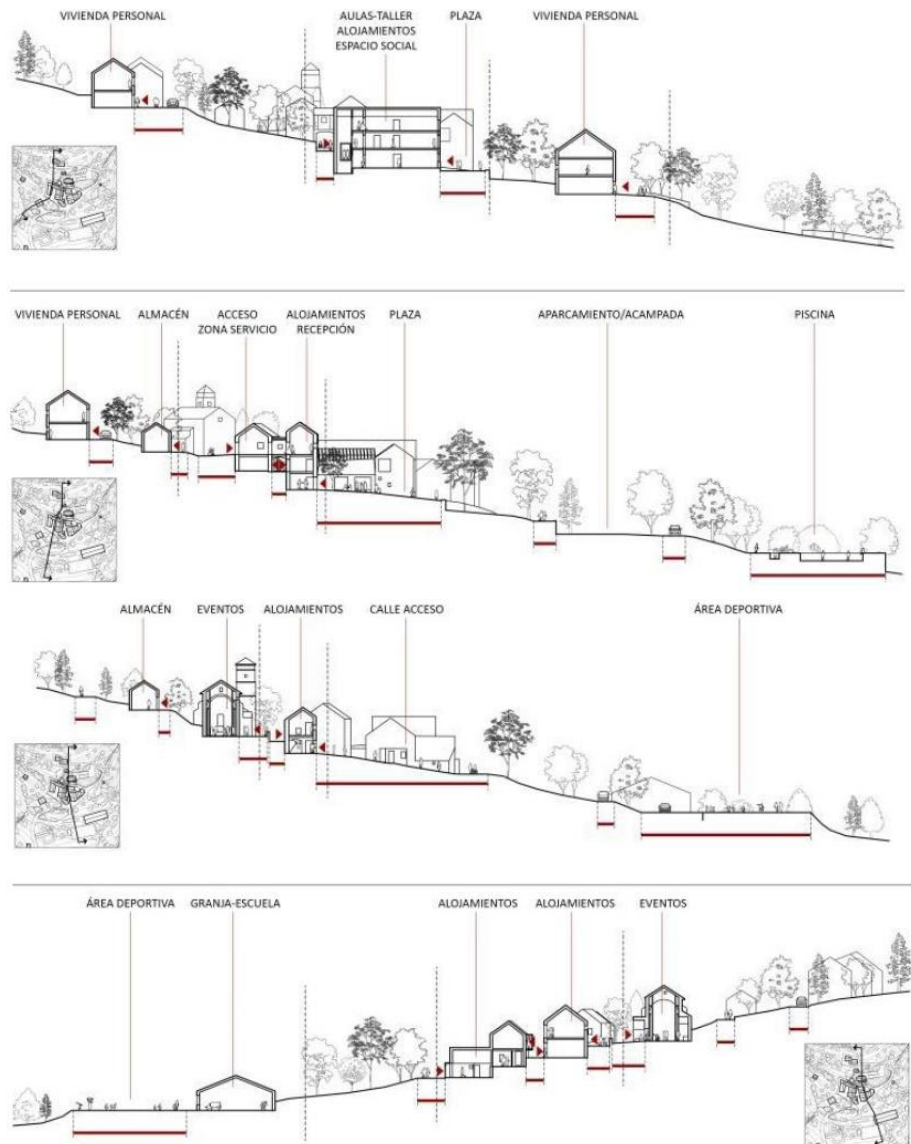 VIVIENDA PERSONAL
AULAS-TALLER
ALOJAMIENTOS
ESPACIO SOCIAL
PLAZA
VIVIENDA PERSONAL
VIVIENDA PERSONAL
ALMACÉN
ACCESO
ZONA SERVICIO
ALOJAMIENTOS
RECEPCIÓN
PLAZA
APARCAMIENTO/ACAMPADA
PISCINA
ALMACÉN
EVENTOS
ALOJAMIENTOS
CALLE ACCESO
ÁREA DEPORTIVA
ÁREA DEPORTIVA
GRANJA-ESCUELA
ALOJAMIENTOS
ALOJAMIENTOS
EVENTOS